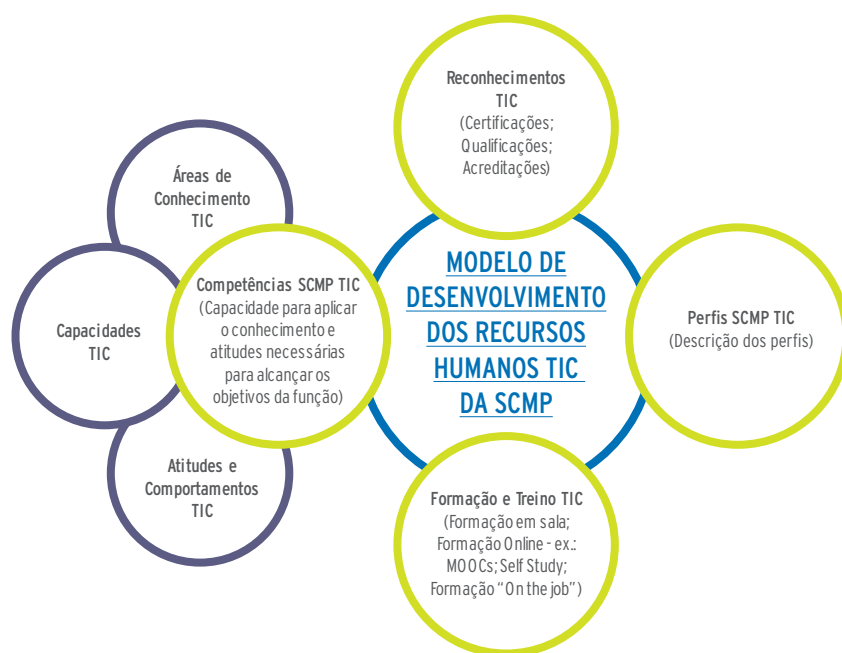 Reconhecimentos
TIC
(Certificações;
Qualificações;
Acreditações)
Áreas de
Conhecimento
TIC
Capacidades
TIC
Atitudes e
Comportamentos
TIC
Competências SCMP TIC
(Capacidade para aplicar
o conhecimento e
atitudes necessárias
para alcançar os
objetivos da função)
MODELO DE
DESENVOLVIMENTO
DOS RECURSOS
HUMANOS TIC
DA SCMP
Perfis SCMP TIC
(Descrição dos perfis)
Formação e Treino TIC
(Formação em sala;
Formação Online - ex.:
MOOCs; Self Study;
Formação “On the job”)